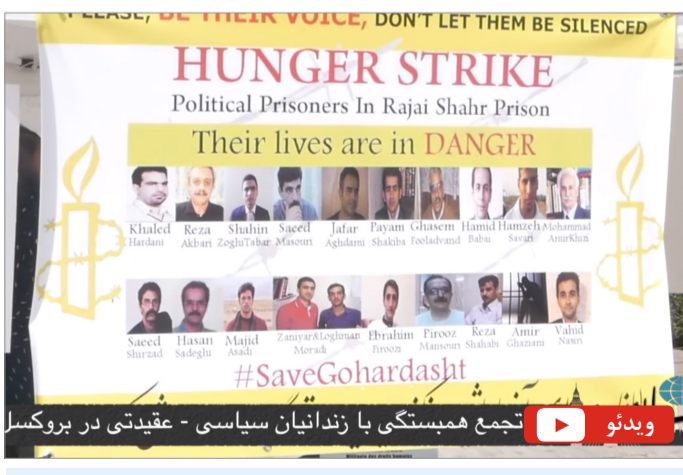 PLEASE, BE THEIR VOICE, DON'T LET THEM BE SILENCED
HUNGER STRIKE
Political Prisoners In Rajai Shahr Prison
Their lives are in DANGER
Khaled Reza Shahin Saeed Jafar Payam Ghasem Hamid Hamzeh Mohammad
Hardani Akbari ZoghiTabar Masouri Aghdami Shakiba Fooladvand Babai Savari AmirKhizi
Saeed Hasan Majid Zaniyar&Loghman Ebrahim Pirooz Reza Amir Vahid
Shirzad Sadeghi Asadi Moradi Firoozi Mansouri Shahabi Ghaziani Nasiri
#SaveGohardasht
تجمع همبستگی با زندانیان سیاسی - عقیدتی در بروکسل
ویدئو